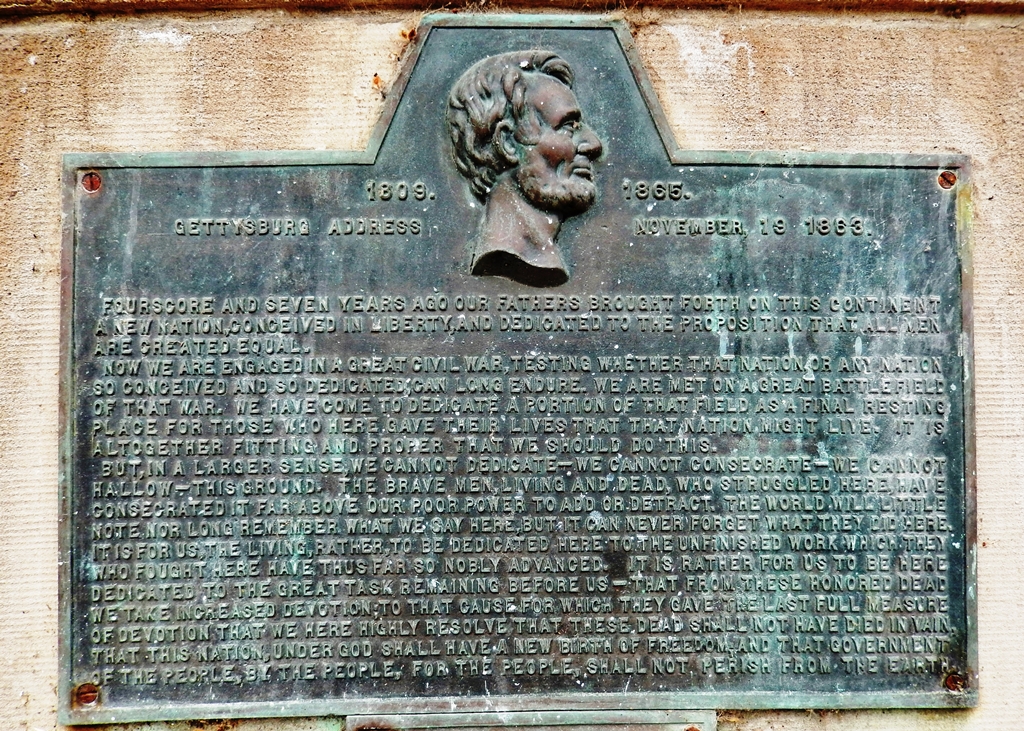 1809. 1865.
GETTYSBURG ADDRESS NOVEMBER 19 1863.
FOURSCORE AND SEVEN YEARS AGO OUR FATHERS BROUGHT FORTH ON THIS CONTINENT
A NEW NATION, CONCEIVED IN LIBERTY, AND DEDICATED TO THE PROPOSITION THAT ALL MEN
ARE CREATED EQUAL.
NOW WE ARE ENGAGED IN A GREAT CIVIL WAR, TESTING WHETHER THAT NATION, OR ANY NATION
SO CONCEIVED AND SO DEDICATED, CAN LONG ENDURE. WE ARE MET ON A GREAT BATTLEFIELD
OF THAT WAR. WE HAVE COME TO DEDICATE A PORTION OF THAT FIELD AS A FINAL RESTING
PLACE FOR THOSE WHO HERE GAVE THEIR LIVES THAT THAT NATION MIGHT LIVE. IT IS
ALTOGETHER FITTING AND PROPER THAT WE SHOULD DO THIS.
BUT, IN A LARGER SENSE, WE CANNOT DEDICATE—WE CANNOT CONSECRATE—WE CANNOT
HALLOW—THIS GROUND. THE BRAVE MEN, LIVING AND DEAD, WHO STRUGGLED HERE, HAVE
CONSECRATED IT FAR ABOVE OUR POOR POWER TO ADD OR DETRACT. THE WORLD WILL LITTLE
NOTE, NOR LONG REMEMBER WHAT WE SAY HERE, BUT IT CAN NEVER FORGET WHAT THEY DID HERE.
IT IS FOR US, THE LIVING, RATHER, TO BE DEDICATED HERE TO THE UNFINISHED WORK WHICH THEY
WHO FOUGHT HERE HAVE THUS FAR SO NOBLY ADVANCED. IT IS RATHER FOR US TO BE HERE
DEDICATED TO THE GREAT TASK REMAINING BEFORE US—THAT FROM THESE HONORED DEAD
WE TAKE INCREASED DEVOTION TO THAT CAUSE FOR WHICH THEY GAVE THE LAST FULL MEASURE
OF DEVOTION THAT WE HERE HIGHLY RESOLVE THAT THESE DEAD SHALL NOT HAVE DIED IN VAIN
THAT THIS NATION, UNDER GOD SHALL HAVE A NEW BIRTH OF FREEDOM, AND THAT GOVERNMENT
OF THE PEOPLE, BY THE PEOPLE, FOR THE PEOPLE, SHALL NOT PERISH FROM THE EARTH